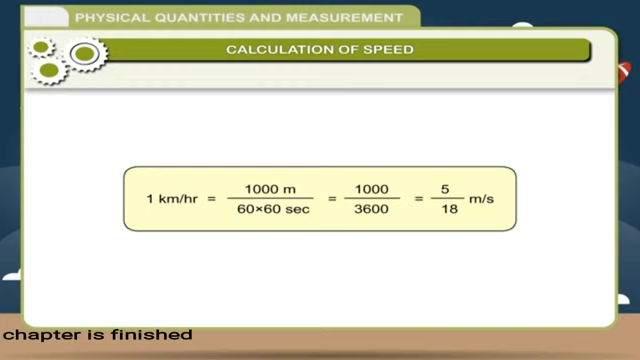 PHYSICAL QUANTITIES AND MEASUREMENT
CALCULATION OF SPEED
1 km/hr = 1000 m / 60×60 sec = 1000 / 3600 = 5 / 18 m/s
chapter is finished